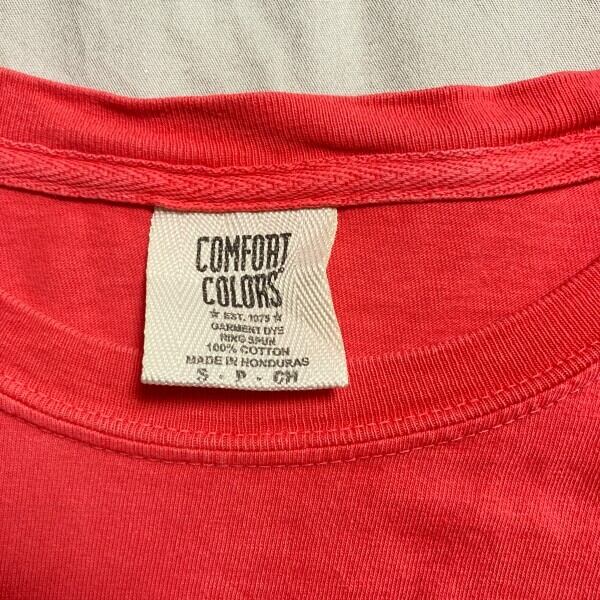 COMFORT
COLORS®
★ EST. 1975 ★
GARMENT DYE
RING SPUN
100% COTTON
MADE IN HONDURAS
S · P · CH